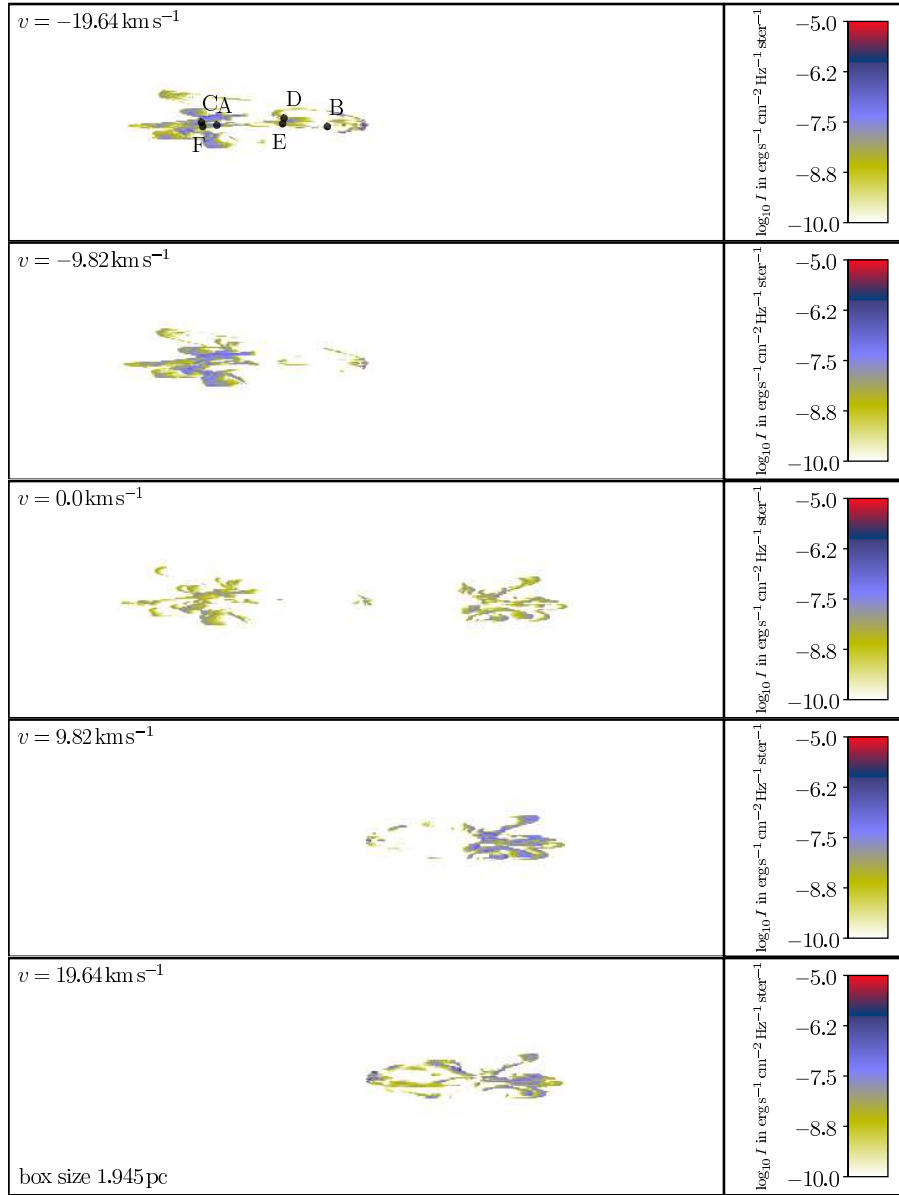 v = −19.64 km s⁻¹
C A
D
B
F
E
log₁₀ I in erg s⁻¹ cm⁻² Hz⁻¹ ster⁻¹
−5.0
−6.2
−7.5
−8.8
−10.0
v = −9.82 km s⁻¹
log₁₀ I in erg s⁻¹ cm⁻² Hz⁻¹ ster⁻¹
−5.0
−6.2
−7.5
−8.8
−10.0
v = 0.0 km s⁻¹
log₁₀ I in erg s⁻¹ cm⁻² Hz⁻¹ ster⁻¹
−5.0
−6.2
−7.5
−8.8
−10.0
v = 9.82 km s⁻¹
log₁₀ I in erg s⁻¹ cm⁻² Hz⁻¹ ster⁻¹
−5.0
−6.2
−7.5
−8.8
−10.0
v = 19.64 km s⁻¹
box size 1.945 pc
log₁₀ I in erg s⁻¹ cm⁻² Hz⁻¹ ster⁻¹
−5.0
−6.2
−7.5
−8.8
−10.0